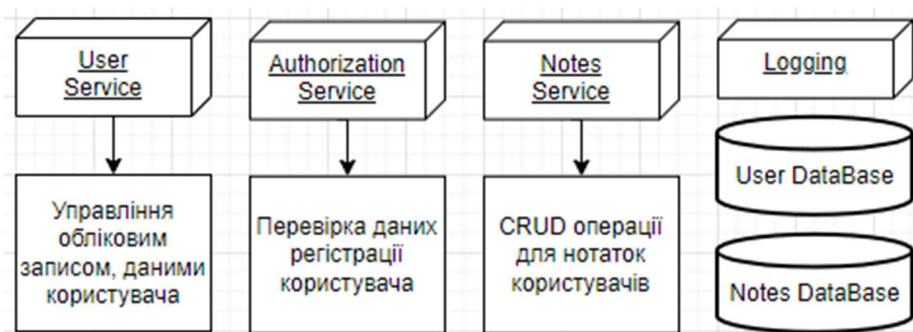 User
Service
Authorization
Service
Notes
Service
Logging
Управління
обліковим
записом, даними
користувача
Перевірка даних
регістрації
користувача
CRUD операції
для нотаток
користувачів
User DataBase
Notes DataBase